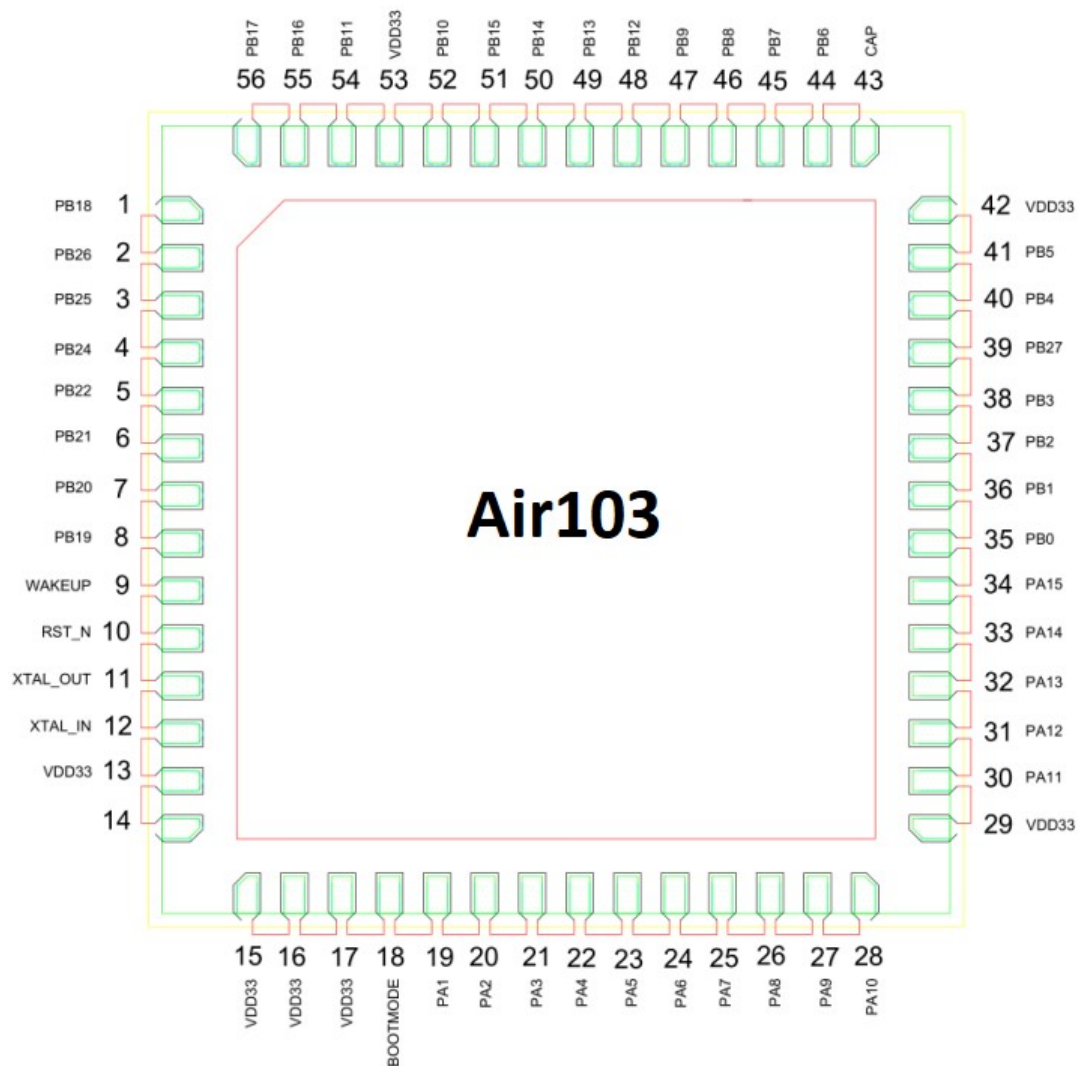 PB17 PB16 PB11 VDD33 PB10 PB15 PB14 PB13 PB12 PB9 PB8 PB7 PB6 CAP
56 55 54 53 52 51 50 49 48 47 46 45 44 43
PB18 1 42 VDD33
PB26 2 41 PB5
PB25 3 40 PB4
PB24 4 39 PB27
PB22 5 38 PB3
PB21 6 37 PB2
PB20 7 36 PB1
Air103
PB19 8 35 PB0
WAKEUP 9 34 PA15
RST_N 10 33 PA14
XTAL_OUT 11 32 PA13
XTAL_IN 12 31 PA12
VDD33 13 30 PA11
14 29 VDD33
15 16 17 18 19 20 21 22 23 24 25 26 27 28
VDD33 VDD33 VDD33 BOOTMODE PA1 PA2 PA3 PA4 PA5 PA6 PA7 PA8 PA9 PA10